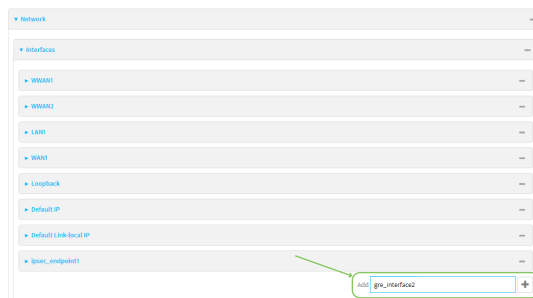 Network
Interfaces
WWAN1
WWAN2
LAN1
WAN1
Loopback
Default IP
Default Link-local IP
ipsec_endpoint1
Add gre_interface2